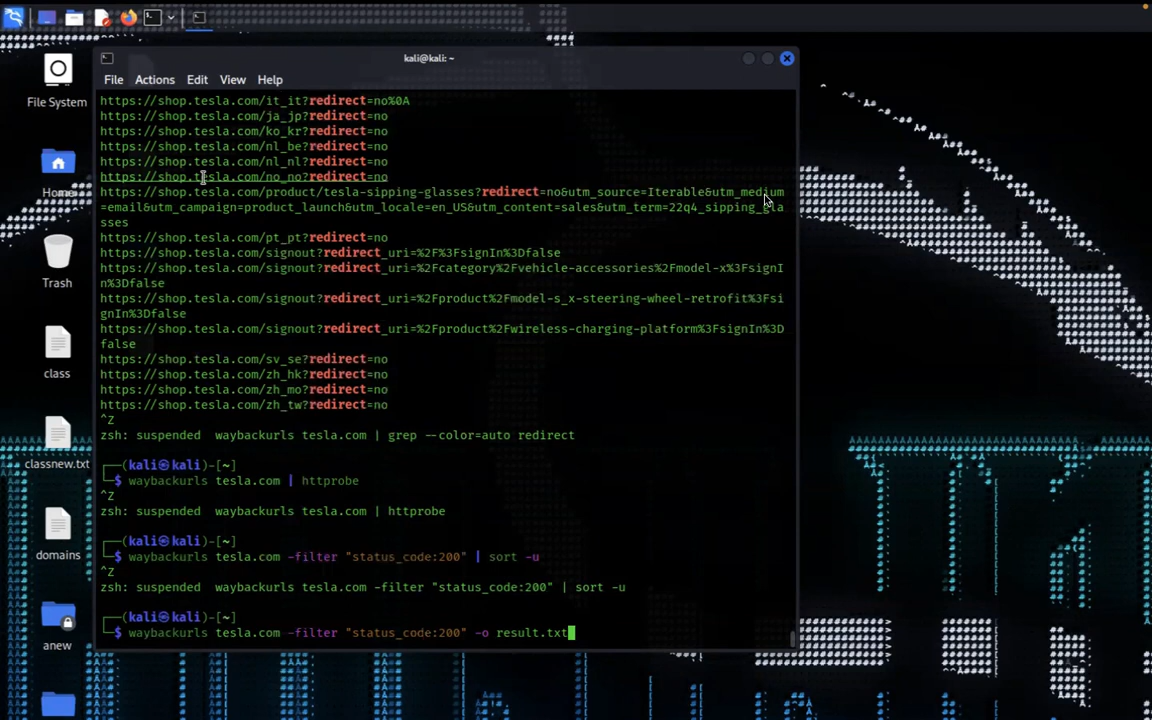 kali@kali: ~
File Actions Edit View Help
File System
Home
Trash
class
classnew.txt
domains
anew
https://shop.tesla.com/it_it?redirect=no%0A
https://shop.tesla.com/ja_jp?redirect=no
https://shop.tesla.com/ko_kr?redirect=no
https://shop.tesla.com/nl_be?redirect=no
https://shop.tesla.com/nl_nl?redirect=no
https://shop.tesla.com/no_no?redirect=no
https://shop.tesla.com/product/tesla-sipping-glasses?redirect=no&utm_source=Iterable&utm_medium
=email&utm_campaign=product_launch&utm_locale=en_US&utm_content=sales&utm_term=22q4_sipping_gla
sses
https://shop.tesla.com/pt_pt?redirect=no
https://shop.tesla.com/signout?redirect_uri=%2F%3FsignIn%3Dfalse
https://shop.tesla.com/signout?redirect_uri=%2Fcategory%2Fvehicle-accessories%2Fmodel-x%3FsignI
n%3Dfalse
https://shop.tesla.com/signout?redirect_uri=%2Fproduct%2Fmodel-s_x-steering-wheel-retrofit%3Fsi
gnIn%3Dfalse
https://shop.tesla.com/signout?redirect_uri=%2Fproduct%2Fwireless-charging-platform%3FsignIn%3D
false
https://shop.tesla.com/sv_se?redirect=no
https://shop.tesla.com/zh_hk?redirect=no
https://shop.tesla.com/zh_mo?redirect=no
https://shop.tesla.com/zh_tw?redirect=no
^Z
zsh: suspended  waybackurls tesla.com | grep --color=auto redirect
┌──(kali㉿kali)-[~]
└─$ waybackurls tesla.com | httprobe
^Z
zsh: suspended  waybackurls tesla.com | httprobe
┌──(kali㉿kali)-[~]
└─$ waybackurls tesla.com -filter "status_code:200" | sort -u
^Z
zsh: suspended  waybackurls tesla.com -filter "status_code:200" | sort -u
┌──(kali㉿kali)-[~]
└─$ waybackurls tesla.com -filter "status_code:200" -o result.txt